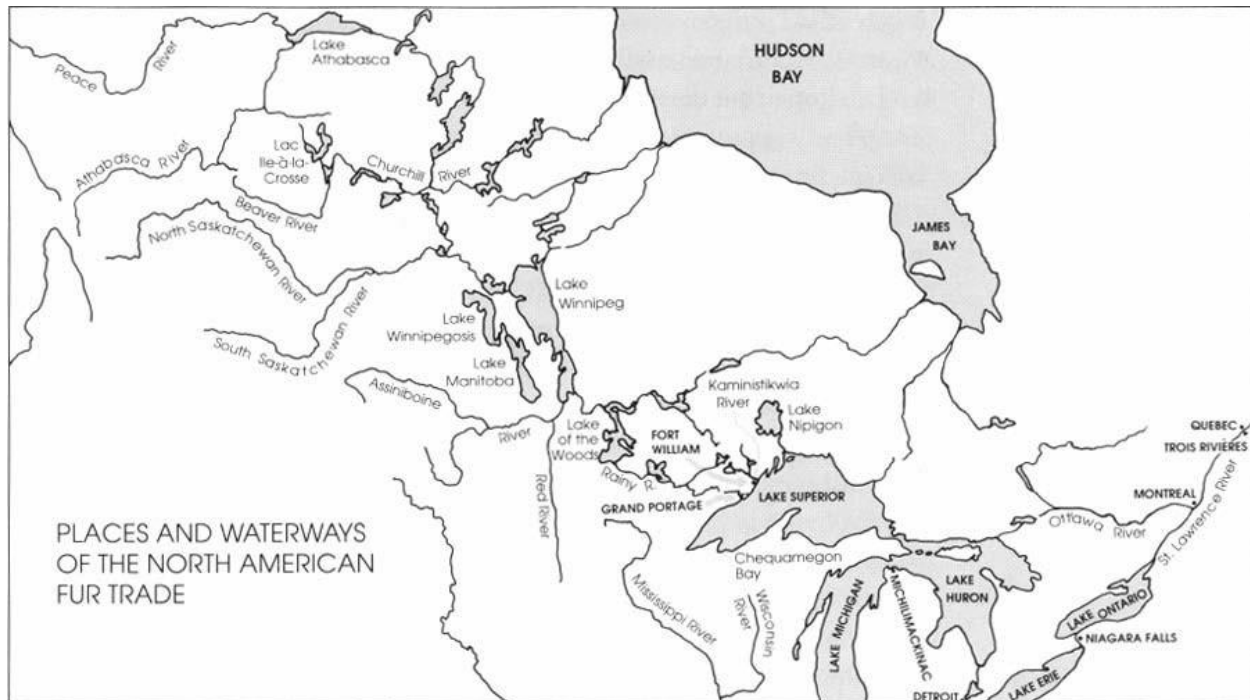 HUDSON
BAY
Lake
Athabasca
Peace
River
Athabasca River
Lac
Ile-à-la-
Crosse
Churchill
River
Beaver River
North Saskatchewan
River
JAMES
BAY
Lake
Winnipeg
Lake
Winnipegosis
South Saskatchewan River
Lake
Manitoba
Assiniboine
River
Kaministikwia
River
Lake
Nipigon
Lake
of the
Woods
FORT
WILLIAM
Rainy R.
Red River
GRAND PORTAGE
LAKE SUPERIOR
QUEBEC
TROIS RIVIÈRES
MONTREAL
Ottawa
River
St. Lawrence River
PLACES AND WATERWAYS
OF THE NORTH AMERICAN
FUR TRADE
Chequamegon
Bay
Mississippi River
Wisconsin
River
LAKE MICHIGAN
MICHILIMACKINAC
LAKE
HURON
LAKE ONTARIO
NIAGARA FALLS
DETROIT
LAKE ERIE